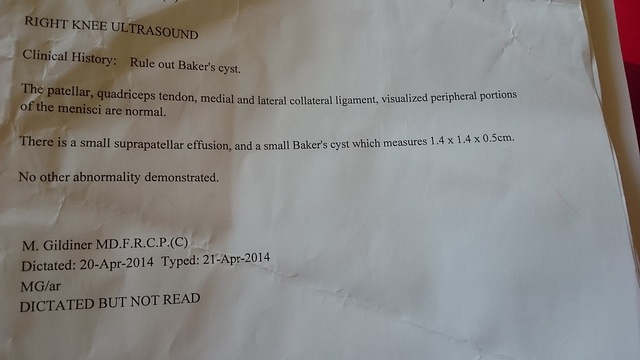 RIGHT KNEE ULTRASOUND
Clinical History: Rule out Baker's cyst.
The patellar, quadriceps tendon, medial and lateral collateral ligament, visualized peripheral portions
of the menisci are normal.
There is a small suprapatellar effusion, and a small Baker's cyst which measures 1.4 x 1.4 x 0.5cm.
No other abnormality demonstrated.
M. Gildiner MD.F.R.C.P.(C)
Dictated: 20-Apr-2014 Typed: 21-Apr-2014
MG/ar
DICTATED BUT NOT READ